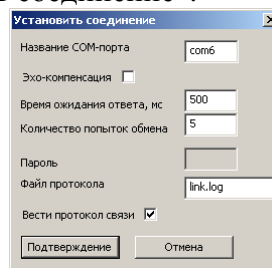 Установить соединение
Название COM-порта com6
Эхо-компенсация
Время ожидания ответа, мс 500
Количество попыток обмена 5
Пароль
Файл протокола link.log
Вести протокол связи
Подтверждение Отмена